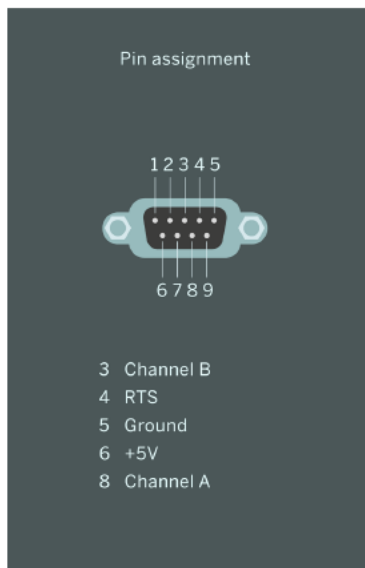 Pin assignment
1 2 3 4 5
6 7 8 9
3 Channel B
4 RTS
5 Ground
6 +5V
8 Channel A